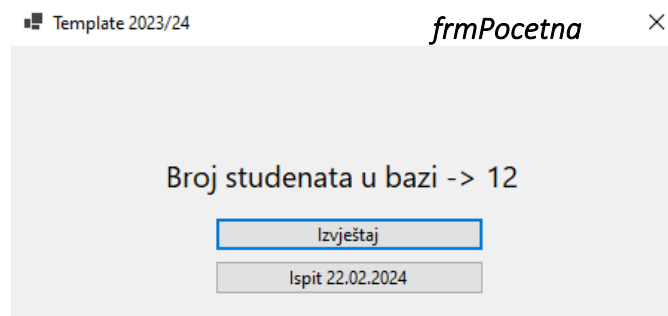 Template 2023/24
frmPocetna
Broj studenata u bazi -> 12
Izvještaj
Ispit 22.02.2024